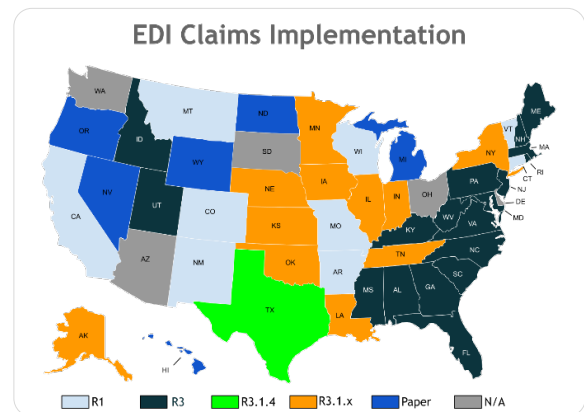 EDI Claims Implementation
WA
MT
ND
MN
ME
VT
NH
OR
ID
SD
WI
NY
MA
WY
MI
RI
CT
NE
IA
PA
NJ
NV
UT
IL
IN
OH
DE
MD
CO
WV
VA
CA
KS
MO
KY
NC
TN
AZ
NM
OK
AR
SC
MS
AL
GA
TX
LA
AK
FL
HI
R1
R3
R3.1.4
R3.1.x
Paper
N/A